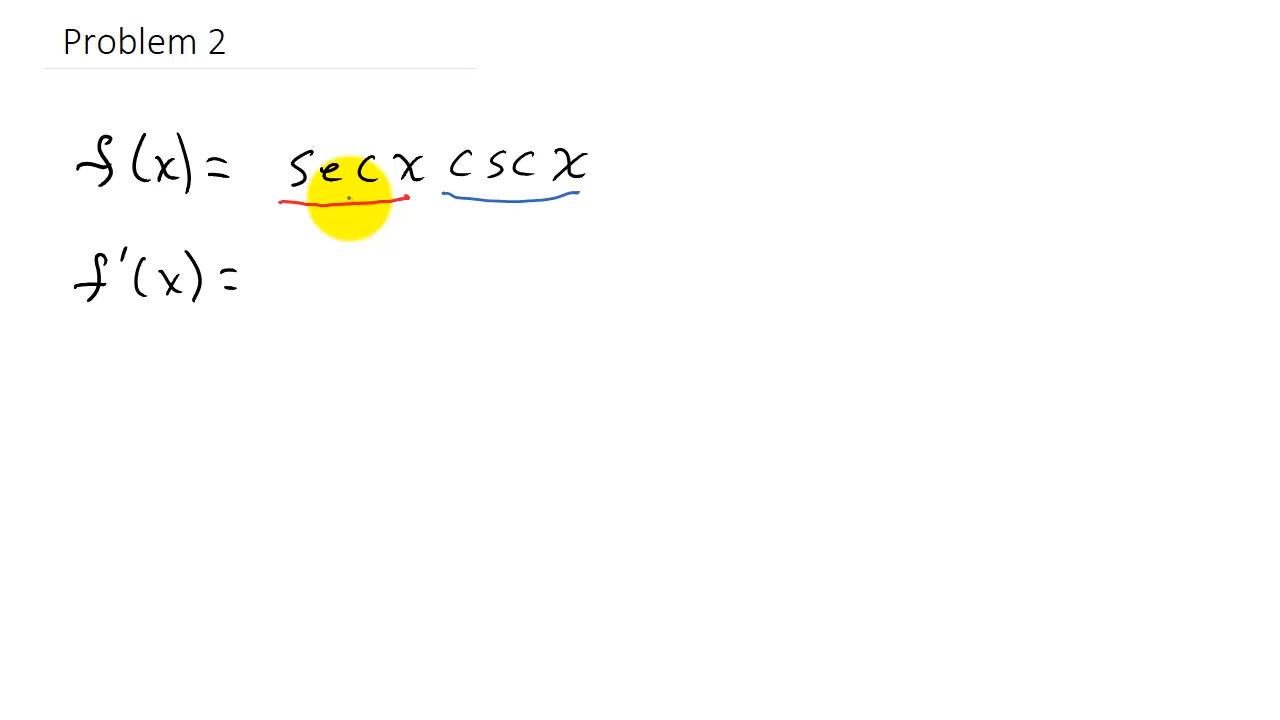 Problem 2
f(x) = sec x csc x
f'(x) =